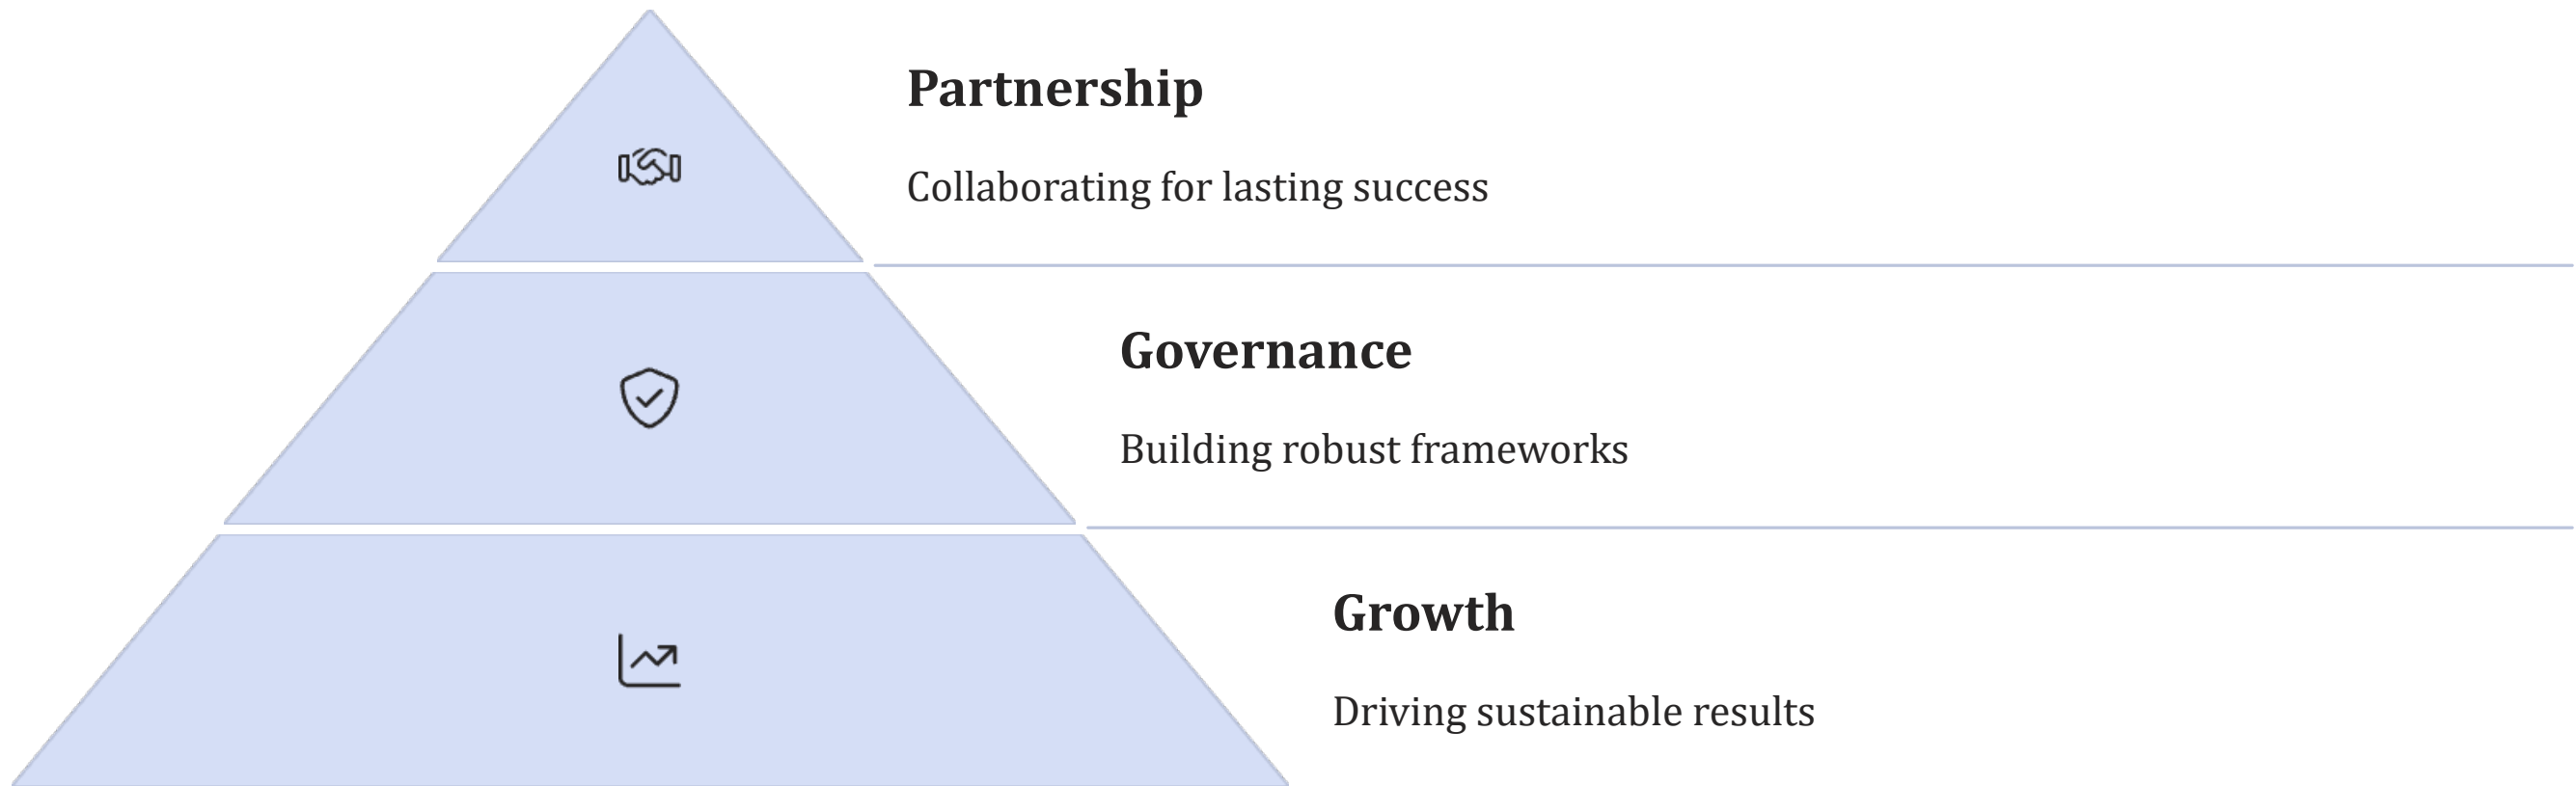 Partnership
Collaborating for lasting success
Governance
Building robust frameworks
Growth
Driving sustainable results